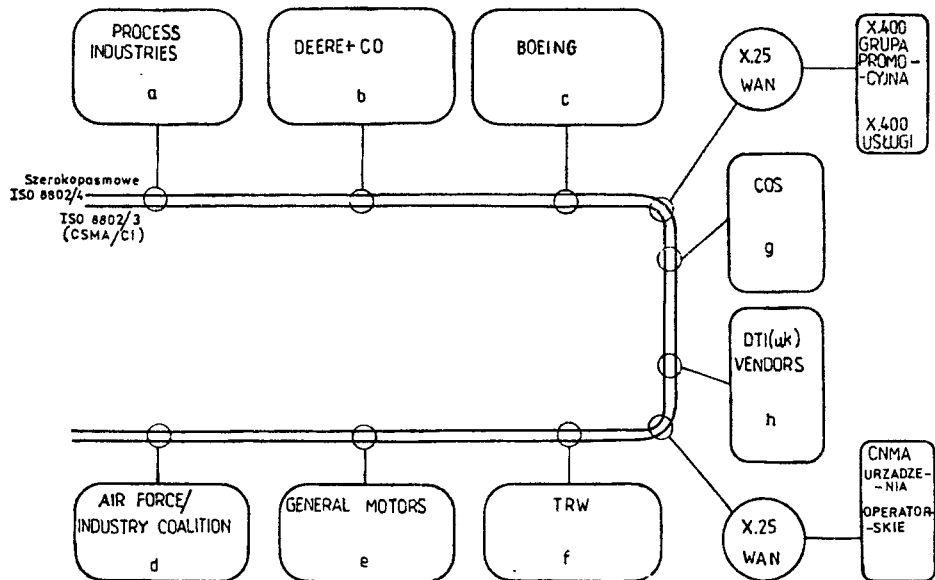 PROCESS
INDUSTRIES
a
DEERE+ CO
b
BOEING
c
X.25
WAN
X.400
GRUPA
PROMO-
-CYJNA
X.400
USŁUGI
Szerokopasmowe
ISO 8802/4
ISO 8802/3
(CSMA/CI)
COS
g
DTI(uk)
VENDORS
h
AIR FORCE/
INDUSTRY COALITION
d
GENERAL MOTORS
e
TRW
f
X.25
WAN
CNMA
URZADZE-
-NIA
OPERATOR-
-SKIE